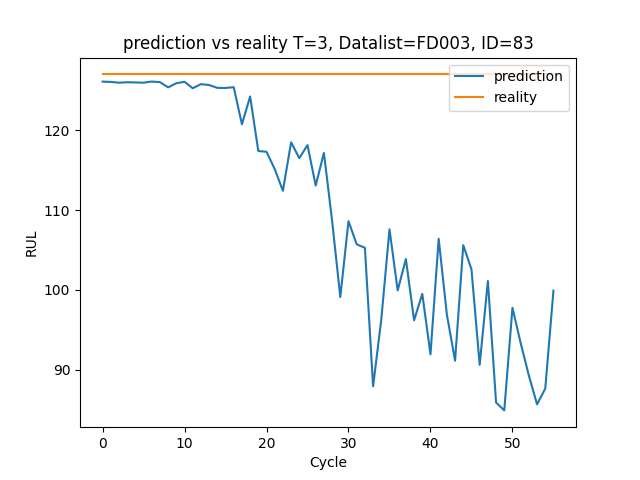 prediction vs reality T=3, Datalist=FD003, ID=83
prediction
reality
120
110
100
90
RUL
0 10 20 30 40 50
Cycle